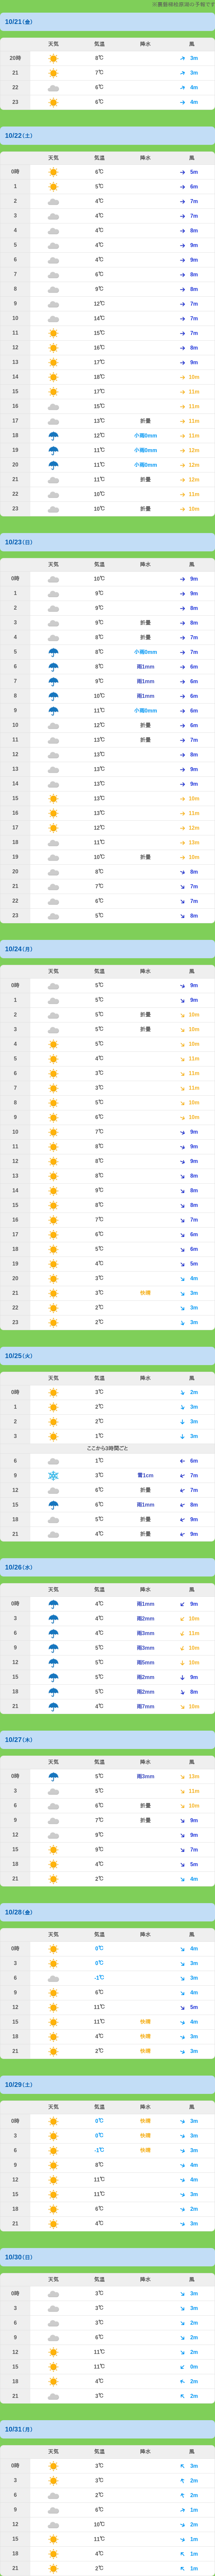 ※裏磐梯桧原湖の予報です
10/21(金)
天気 気温 降水 風
20時 8℃ 3m
21 7℃ 3m
22 6℃ 4m
23 6℃ 4m
10/22(土)
天気 気温 降水 風
0時 6℃ 5m
1 5℃ 6m
2 4℃ 7m
3 4℃ 7m
4 4℃ 8m
5 4℃ 9m
6 4℃ 9m
7 6℃ 8m
8 9℃ 8m
9 12℃ 7m
10 14℃ 7m
11 15℃ 7m
12 16℃ 8m
13 17℃ 9m
14 18℃ 10m
15 17℃ 11m
16 15℃ 11m
17 13℃ 折曇 11m
18 12℃ 小雨0mm 11m
19 11℃ 小雨0mm 12m
20 11℃ 小雨0mm 12m
21 11℃ 折曇 12m
22 10℃ 11m
23 10℃ 折曇 10m
10/23(日)
天気 気温 降水 風
0時 10℃ 9m
1 9℃ 9m
2 9℃ 8m
3 9℃ 折曇 8m
4 8℃ 折曇 7m
5 8℃ 小雨0mm 7m
6 8℃ 雨1mm 6m
7 9℃ 雨1mm 6m
8 10℃ 雨1mm 6m
9 11℃ 小雨0mm 6m
10 12℃ 折曇 6m
11 13℃ 折曇 7m
12 13℃ 8m
13 13℃ 9m
14 13℃ 9m
15 13℃ 10m
16 13℃ 11m
17 12℃ 12m
18 11℃ 13m
19 10℃ 折曇 10m
20 8℃ 8m
21 7℃ 7m
22 6℃ 7m
23 5℃ 8m
10/24(月)
天気 気温 降水 風
0時 5℃ 9m
1 5℃ 9m
2 5℃ 折曇 10m
3 5℃ 折曇 10m
4 5℃ 10m
5 4℃ 11m
6 3℃ 11m
7 3℃ 11m
8 5℃ 10m
9 6℃ 10m
10 7℃ 9m
11 8℃ 9m
12 8℃ 9m
13 8℃ 8m
14 9℃ 8m
15 8℃ 8m
16 7℃ 7m
17 6℃ 6m
18 5℃ 6m
19 4℃ 5m
20 3℃ 4m
21 3℃ 快晴 3m
22 2℃ 3m
23 2℃ 3m
10/25(火)
天気 気温 降水 風
0時 3℃ 2m
1 2℃ 3m
2 2℃ 3m
3 1℃ 3m
ここから3時間ごと
6 1℃ 6m
9 3℃ 雪1cm 7m
12 6℃ 折曇 7m
15 6℃ 雨1mm 8m
18 5℃ 折曇 9m
21 4℃ 折曇 9m
10/26(水)
天気 気温 降水 風
0時 4℃ 雨1mm 9m
3 4℃ 雨2mm 10m
6 4℃ 雨3mm 11m
9 5℃ 雨3mm 10m
12 5℃ 雨5mm 10m
15 5℃ 雨2mm 9m
18 5℃ 雨2mm 8m
21 4℃ 雨7mm 10m
10/27(木)
天気 気温 降水 風
0時 5℃ 雨3mm 13m
3 5℃ 11m
6 6℃ 折曇 10m
9 7℃ 折曇 9m
12 9℃ 9m
15 9℃ 7m
18 4℃ 5m
21 2℃ 4m
10/28(金)
天気 気温 降水 風
0時 0℃ 4m
3 0℃ 3m
6 -1℃ 3m
9 6℃ 4m
12 11℃ 5m
15 11℃ 快晴 4m
18 4℃ 快晴 3m
21 2℃ 快晴 3m
10/29(土)
天気 気温 降水 風
0時 0℃ 快晴 3m
3 0℃ 快晴 3m
6 -1℃ 快晴 3m
9 8℃ 4m
12 11℃ 4m
15 11℃ 3m
18 6℃ 2m
21 4℃ 3m
10/30(日)
天気 気温 降水 風
0時 3℃ 3m
3 3℃ 3m
6 3℃ 2m
9 6℃ 2m
12 11℃ 2m
15 11℃ 0m
18 4℃ 2m
21 3℃ 2m
10/31(月)
天気 気温 降水 風
0時 3℃ 3m
3 3℃ 2m
6 2℃ 2m
9 6℃ 1m
12 10℃ 2m
15 11℃ 1m
18 4℃ 1m
21 2℃ 1m